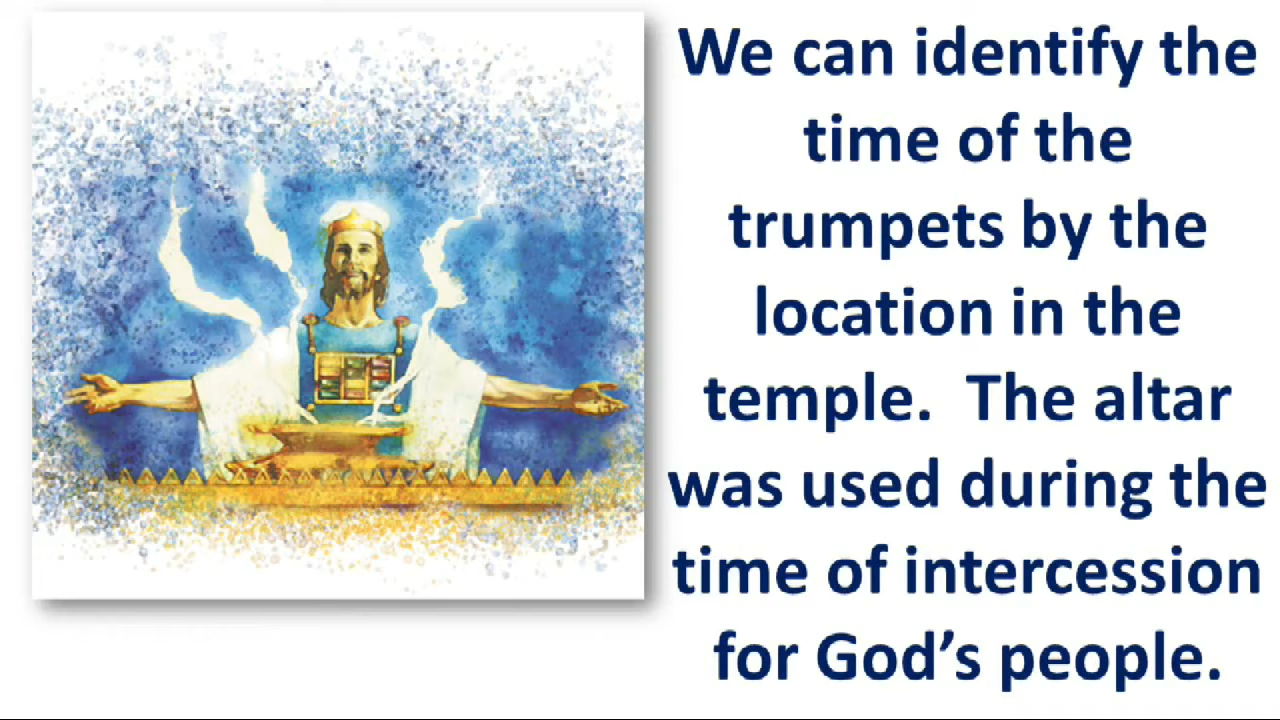 We can identify the
time of the
trumpets by the
location in the
temple.  The altar
was used during the
time of intercession
for God’s people.